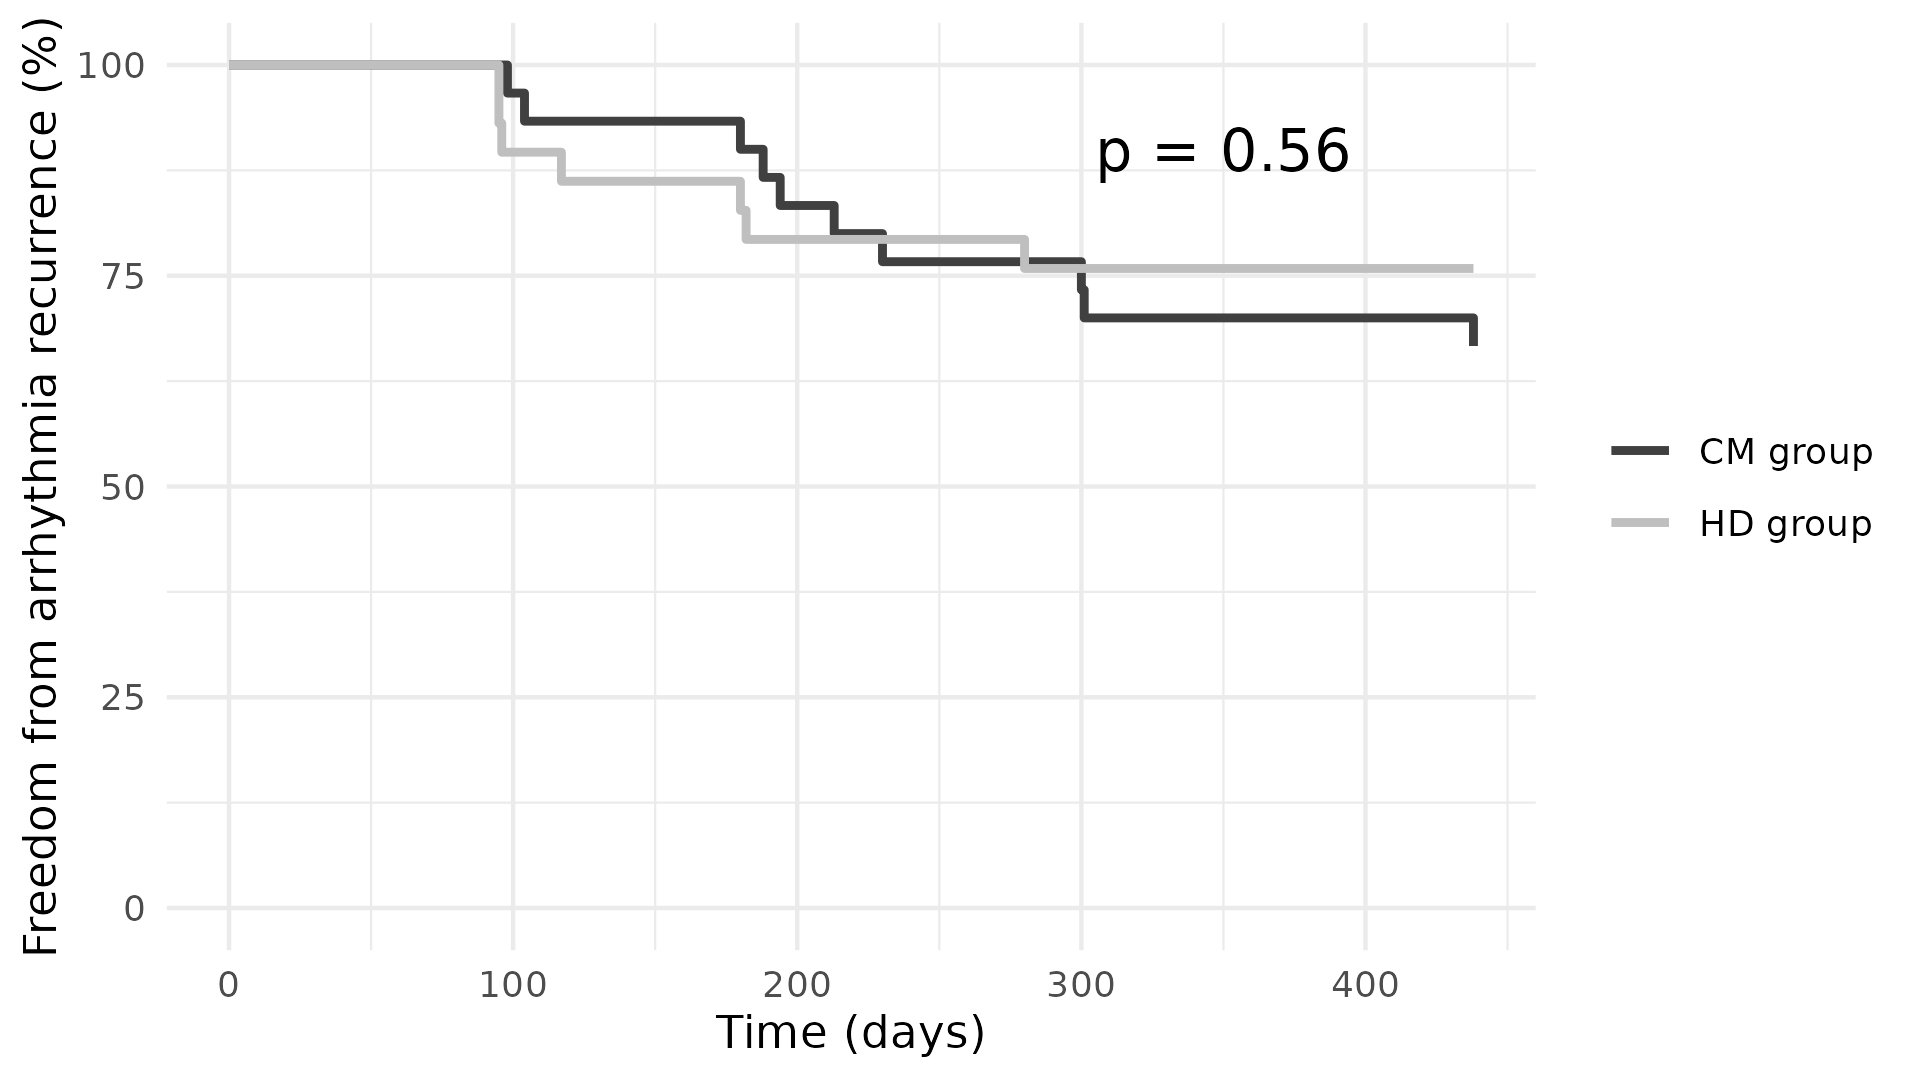 Freedom from arrhythmia recurrence (%)
100
75
50
25
0
p = 0.56
0 100 200 300 400
Time (days)
CM group
HD group